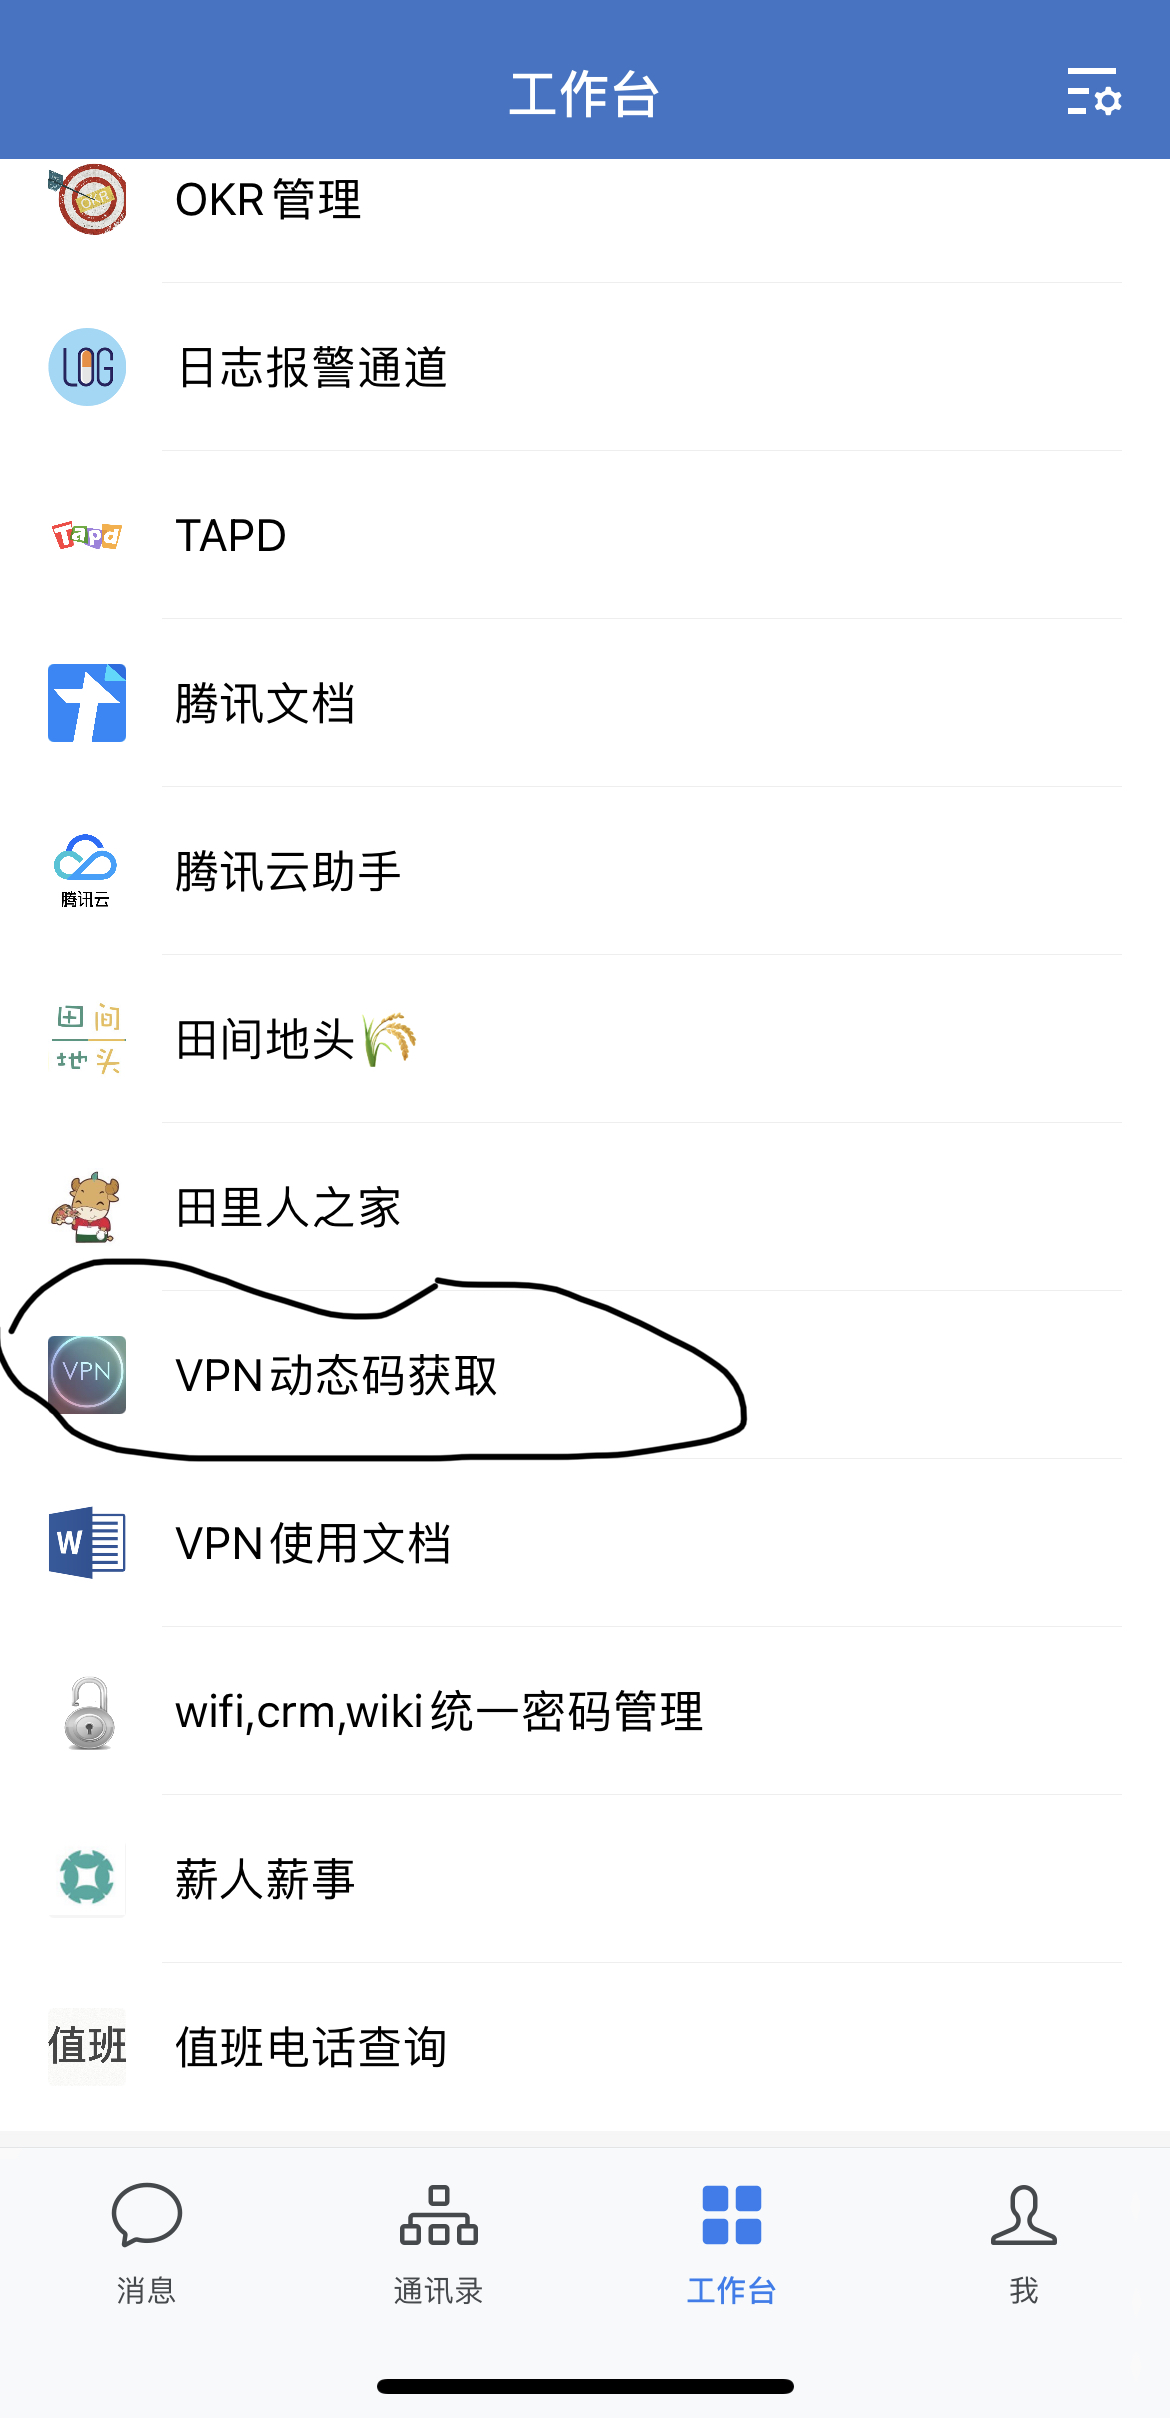 工作台
OKR
OKR管理
LOG
日志报警通道
Tapd
TAPD
腾讯文档
腾讯云
腾讯云助手
田间
地头
田间地头🌾
田里人之家
VPN
VPN动态码获取
W
VPN使用文档
wifi,crm,wiki统一密码管理
薪人薪事
值班
值班电话查询
消息
通讯录
工作台
我